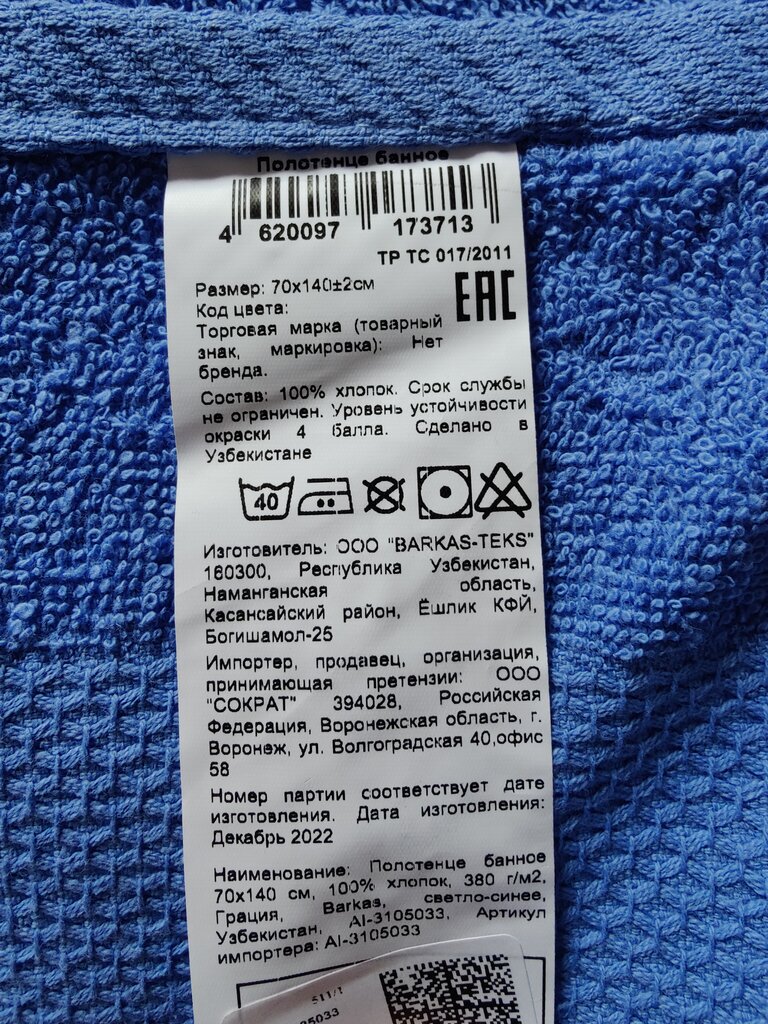 Полотенце банное
4 620097 173713
ТР ТС 017/2011
Размер: 70х140±2см
ЕАС
Код цвета:
Торговая марка (товарный
знак, маркировка): Нет
бренда.
Состав: 100% хлопок. Срок службы
не ограничен. Уровень устойчивости
окраски 4 балла. Сделано в
Узбекистане
40
Изготовитель: ООО "BARKAS-TEKS"
160300, Республика Узбекистан,
Наманганская область,
Касансайский район, Ёшлик КФЙ,
Богишамол-25
Импортер, продавец, организация,
принимающая претензии: ООО
"СОКРАТ" 394028, Российская
Федерация, Воронежская область, г.
Воронеж, ул. Волгоградская 40,офис
58
Номер партии соответствует дате
изготовления. Дата изготовления:
Декабрь 2022
Наименование: Полотенце банное
70х140 см, 100% хлопок, 380 г/м2,
Грация, Barkas, светло-синее,
Узбекистан, AI-3105033, Артикул
импортера: AI-3105033
511/1
05033